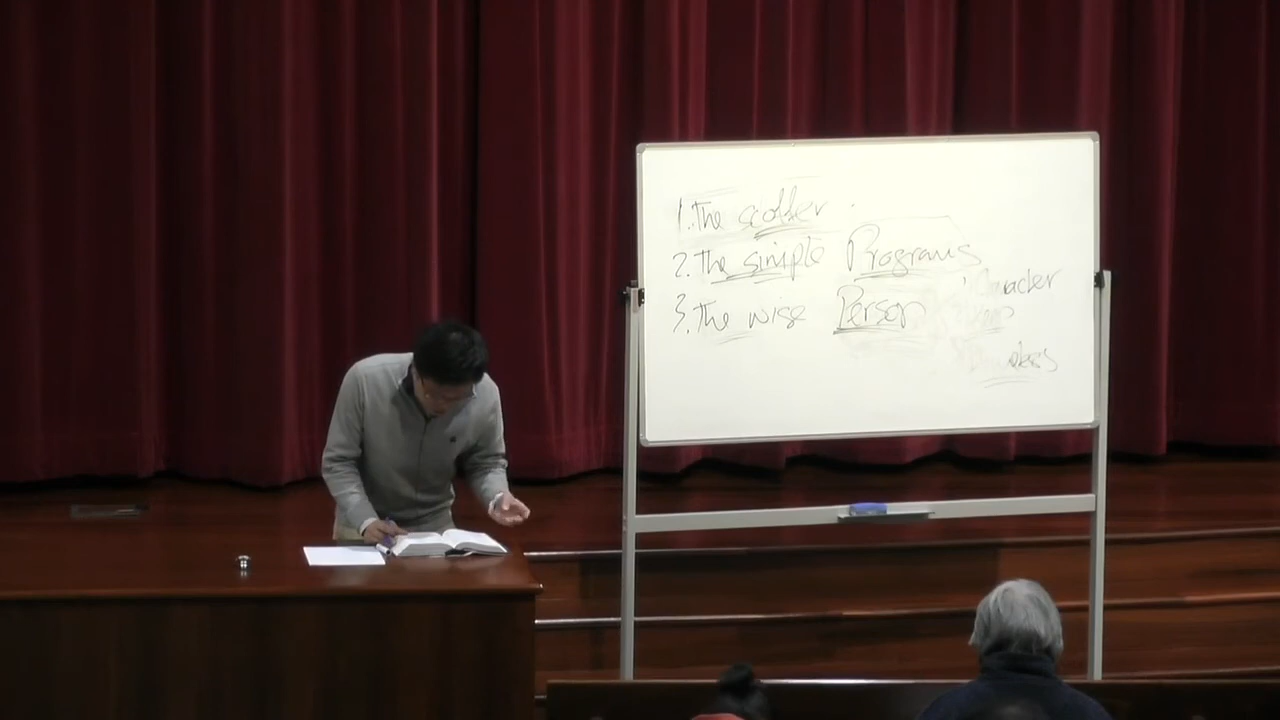 1. The scoffer
2. The simple Programs
3. The wise Person